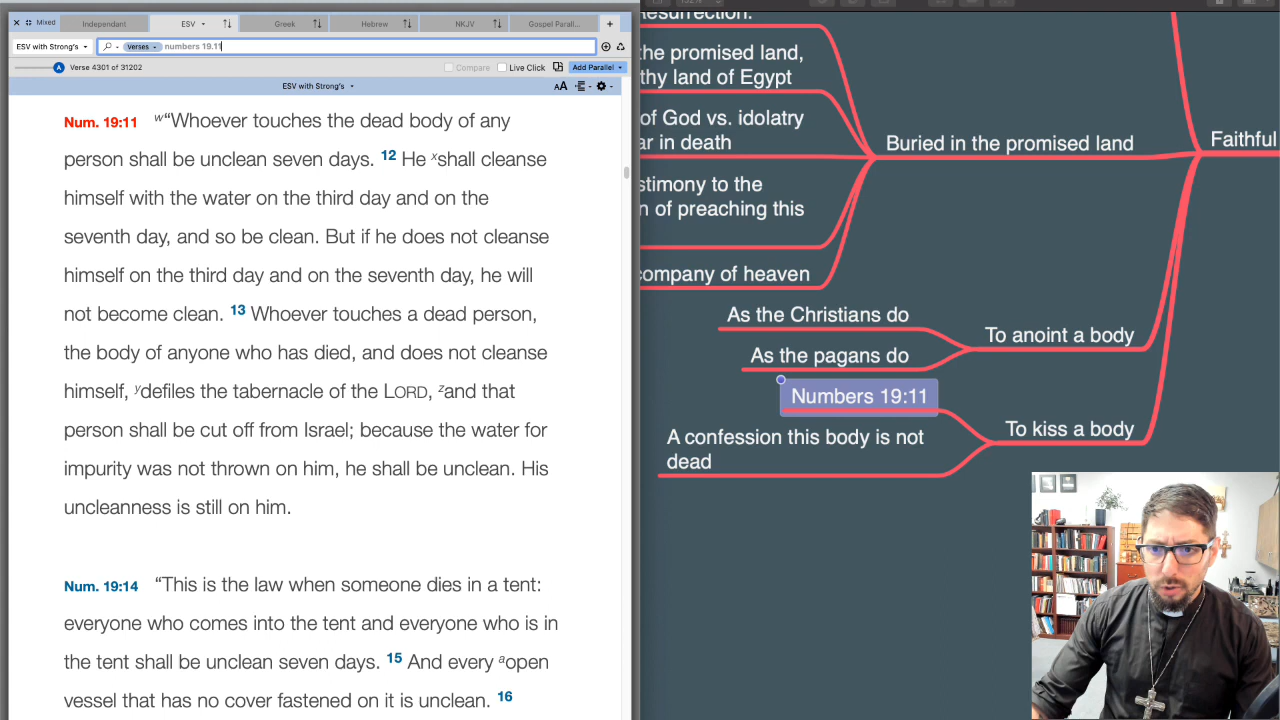 Mixed
Independant
ESV
Greek
Hebrew
NKJV
Gospel Parall...
+
ESV with Strong's
Verses
numbers 19.11
Verse 4301 of 31202
Compare
Live Click
Add Parallel
ESV with Strong's
AA
Num. 19:11 w“Whoever touches the dead body of any
person shall be unclean seven days. 12 He xshall cleanse
himself with the water on the third day and on the
seventh day, and so be clean. But if he does not cleanse
himself on the third day and on the seventh day, he will
not become clean. 13 Whoever touches a dead person,
the body of anyone who has died, and does not cleanse
himself, ydefiles the tabernacle of the LORD, zand that
person shall be cut off from Israel; because the water for
impurity was not thrown on him, he shall be unclean. His
uncleanness is still on him.
Num. 19:14 “This is the law when someone dies in a tent:
everyone who comes into the tent and everyone who is in
the tent shall be unclean seven days. 15 And every aopen
vessel that has no cover fastened on it is unclean. 16
Resurrection.
the promised land,
thy land of Egypt
of God vs. idolatry
ar in death
stimony to the
n of preaching this
company of heaven
Buried in the promised land
Faithful
As the Christians do
As the pagans do
To anoint a body
Numbers 19:11
A confession this body is not
dead
To kiss a body